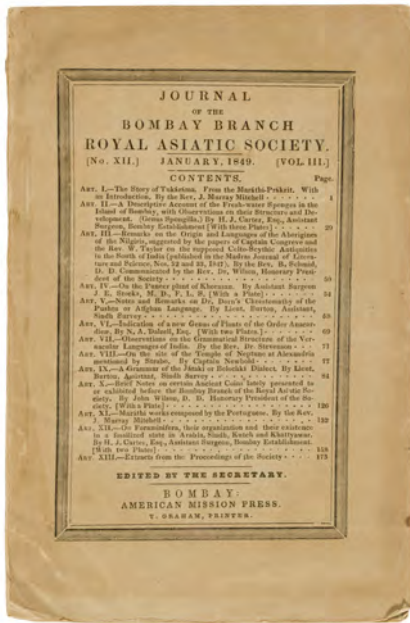 JOURNAL
OF THE
BOMBAY BRANCH
ROYAL ASIATIC SOCIETY.
[No. XII.] JANUARY, 1849. [VOL. III.]
CONTENTS. Page.
ART. I.—The Story of Tukáráma. From the Maráthi-Prákrit. With
an Introduction. By the Rev. J. Murray Mitchell 1
ART. II.—A Descriptive Account of the Fresh-water Sponges in the
Island of Bombay, with Observations on their Structure and De-
velopment. (Genus Spongilla.) By H. J. Carter, Esq., Assistant
Surgeon, Bombay Establishment [With three Plates] 29
ART. III.—Remarks on the Origin and Languages of the Aborigines
of the Nilgiris, suggested by the papers of Captain Congreve and
the Rev. W. Taylor on the supposed Celto-Scythic Antiquities
in the South of India (published in the Madras Journal of Litera-
ture and Science, Nos. 32 and 33, 1847). By the Rev. B. Schmid,
D. D. Communicated by the Rev. Dr. Wilson, Honorary Presi-
dent of the Society 50
ART. IV.—On the Puneer plant of Khorasan. By Assistant Surgeon
J. E. Stocks, M. D., F. L. S. [With a Plate] 54
ART. V.—Notes and Remarks on Dr. Dorn's Chrestomathy of the
Pushtu or Affghan Language. By Lieut. Burton, Assistant,
Sindh Survey 58
ART. VI.—Indication of a new Genus of Plants of the Order Anacar-
diæ. By N. A. Dalzell, Esq. [With two Plates.] 69
ART. VII.—Observations on the Grammatical Structure of the Ver-
nacular Languages of India. By the Rev. Dr. Stevenson 71
ART. VIII.—On the site of the Temple of Neptune at Alexandria
mentioned by Strabo. By Captain Newbold 77
ART. IX.—A Grammar of the Játakí or Belochkí Dialect. By Lieut.
Burton, Assistant, Sindh Survey
ART. X.—Brief Notes on certain Ancient Coins lately presented to
or exhibited before the Bombay Branch of the Royal Asiatic So-
ciety. By John Wilson, D. D. Honorary President of the So-
ciety. [With a Plate] 126
ART. XI.—Maráthí works composed by the Portuguese. By the Rev.
J. Murray Mitchell 132
ART. XII.—On Foraminifera, their organization and their existence
in a fossilized state in Arabia, Sindh, Kutch and Khattyawar.
By H. J. Carter, Esq., Assistant Surgeon, Bombay Establishment.
[With two Plates] 158
ART. XIII.—Extracts from the Proceedings of the Society 173
EDITED BY THE SECRETARY.
BOMBAY:
AMERICAN MISSION PRESS.
T. GRAHAM, PRINTER.